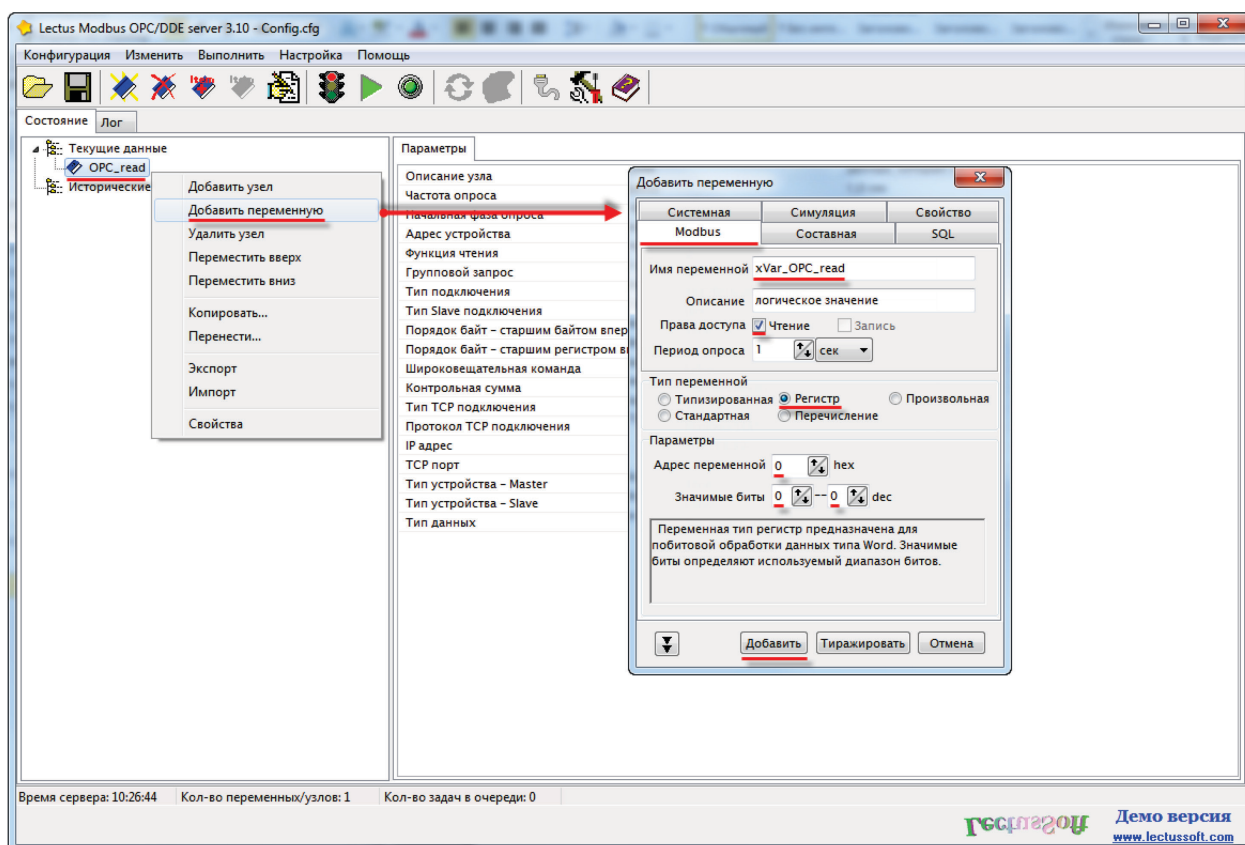 Lectus Modbus OPC/DDE server 3.10 - Config.cfg
Конфигурация Изменить Выполнить Настройка Помощь
Состояние Лог
Текущие данные
OPC_read
Исторические
Добавить узел
Добавить переменную
Удалить узел
Переместить вверх
Переместить вниз
Копировать...
Перенести...
Экспорт
Импорт
Свойства
Параметры
Описание узла
Частота опроса
Начальная фаза опроса
Адрес устройства
Функция чтения
Групповой запрос
Тип подключения
Тип Slave подключения
Порядок байт - старшим байтом впер
Порядок байт - старшим регистром в
Широковещательная команда
Контрольная сумма
Тип TCP подключения
Протокол TCP подключения
IP адрес
TCP порт
Тип устройства - Master
Тип устройства - Slave
Тип данных
Добавить переменную
Системная Симуляция Свойство
Modbus Составная SQL
Имя переменной xVar_OPC_read
Описание логическое значение
Права доступа Чтение Запись
Период опроса 1 сек
Тип переменной
Типизированная Регистр Произвольная
Стандартная Перечисление
Параметры
Адрес переменной 0 hex
Значимые биты 0 -- 0 dec
Переменная тип регистр предназначена для
побитовой обработки данных типа Word. Значимые
биты определяют используемый диапазон битов.
Добавить Тиражировать Отмена
Время сервера: 10:26:44 Кол-во переменных/узлов: 1 Кол-во задач в очереди: 0
LectusSoft
Демо версия
www.lectussoft.com